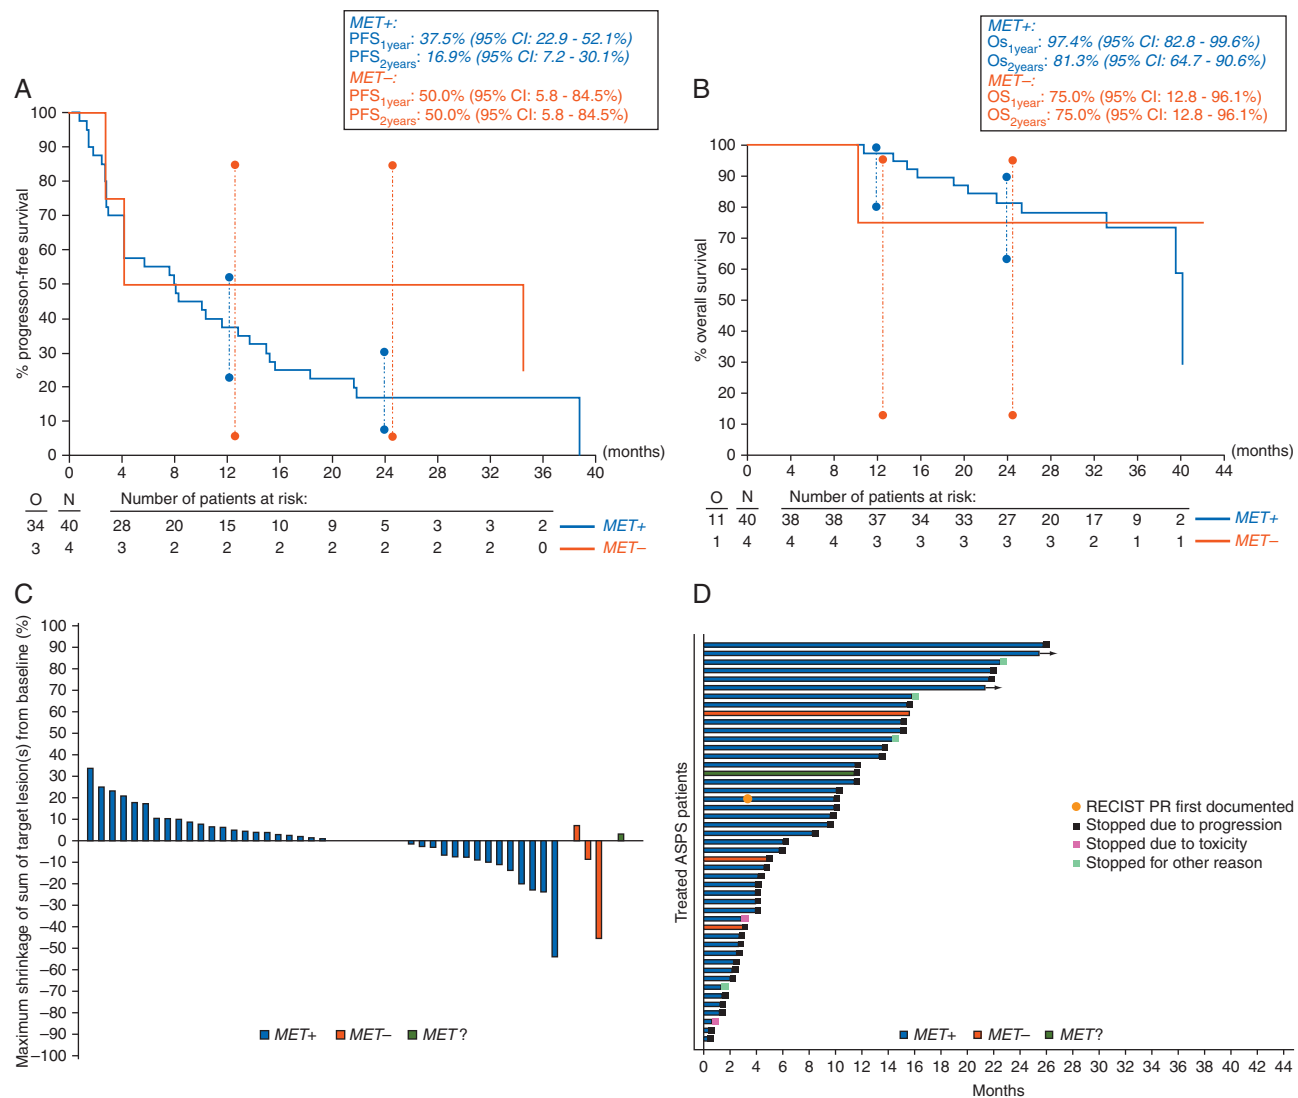 MET+:
PFS1year: 37.5% (95% CI: 22.9 - 52.1%)
PFS2years: 16.9% (95% CI: 7.2 - 30.1%)
MET–:
PFS1year: 50.0% (95% CI: 5.8 - 84.5%)
PFS2years: 50.0% (95% CI: 5.8 - 84.5%)
A
100
90
80
70
60
50
40
30
20
10
0
% progresson-free survival
0 4 8 12 16 20 24 28 32 36 40
(months)
O N Number of patients at risk:
34 40 28 20 15 10 9 5 3 3 2 MET+
3 4 3 2 2 2 2 2 2 2 0 MET–
MET+:
Os1year: 97.4% (95% CI: 82.8 - 99.6%)
Os2years: 81.3% (95% CI: 64.7 - 90.6%)
MET–:
OS1year: 75.0% (95% CI: 12.8 - 96.1%)
OS2years: 75.0% (95% CI: 12.8 - 96.1%)
B
100
90
80
70
60
50
40
30
20
10
0
% overall survival
0 4 8 12 16 20 24 28 32 36 40 44
(months)
O N Number of patients at risk:
11 40 38 38 37 34 33 27 20 17 9 2 MET+
1 4 4 4 3 3 3 3 3 2 1 1 MET–
C
Maximum shrinkage of sum of target lesion(s) from baseline (%)
100
90
80
70
60
50
40
30
20
10
0
–10
–20
–30
–40
–50
–60
–70
–80
–90
–100
MET+ MET– MET?
D
Treated ASPS patients
RECIST PR first documented
Stopped due to progression
Stopped due to toxicity
Stopped for other reason
MET+ MET– MET?
0 2 4 6 8 10 12 14 16 18 20 22 24 26 28 30 32 34 36 38 40 42 44
Months